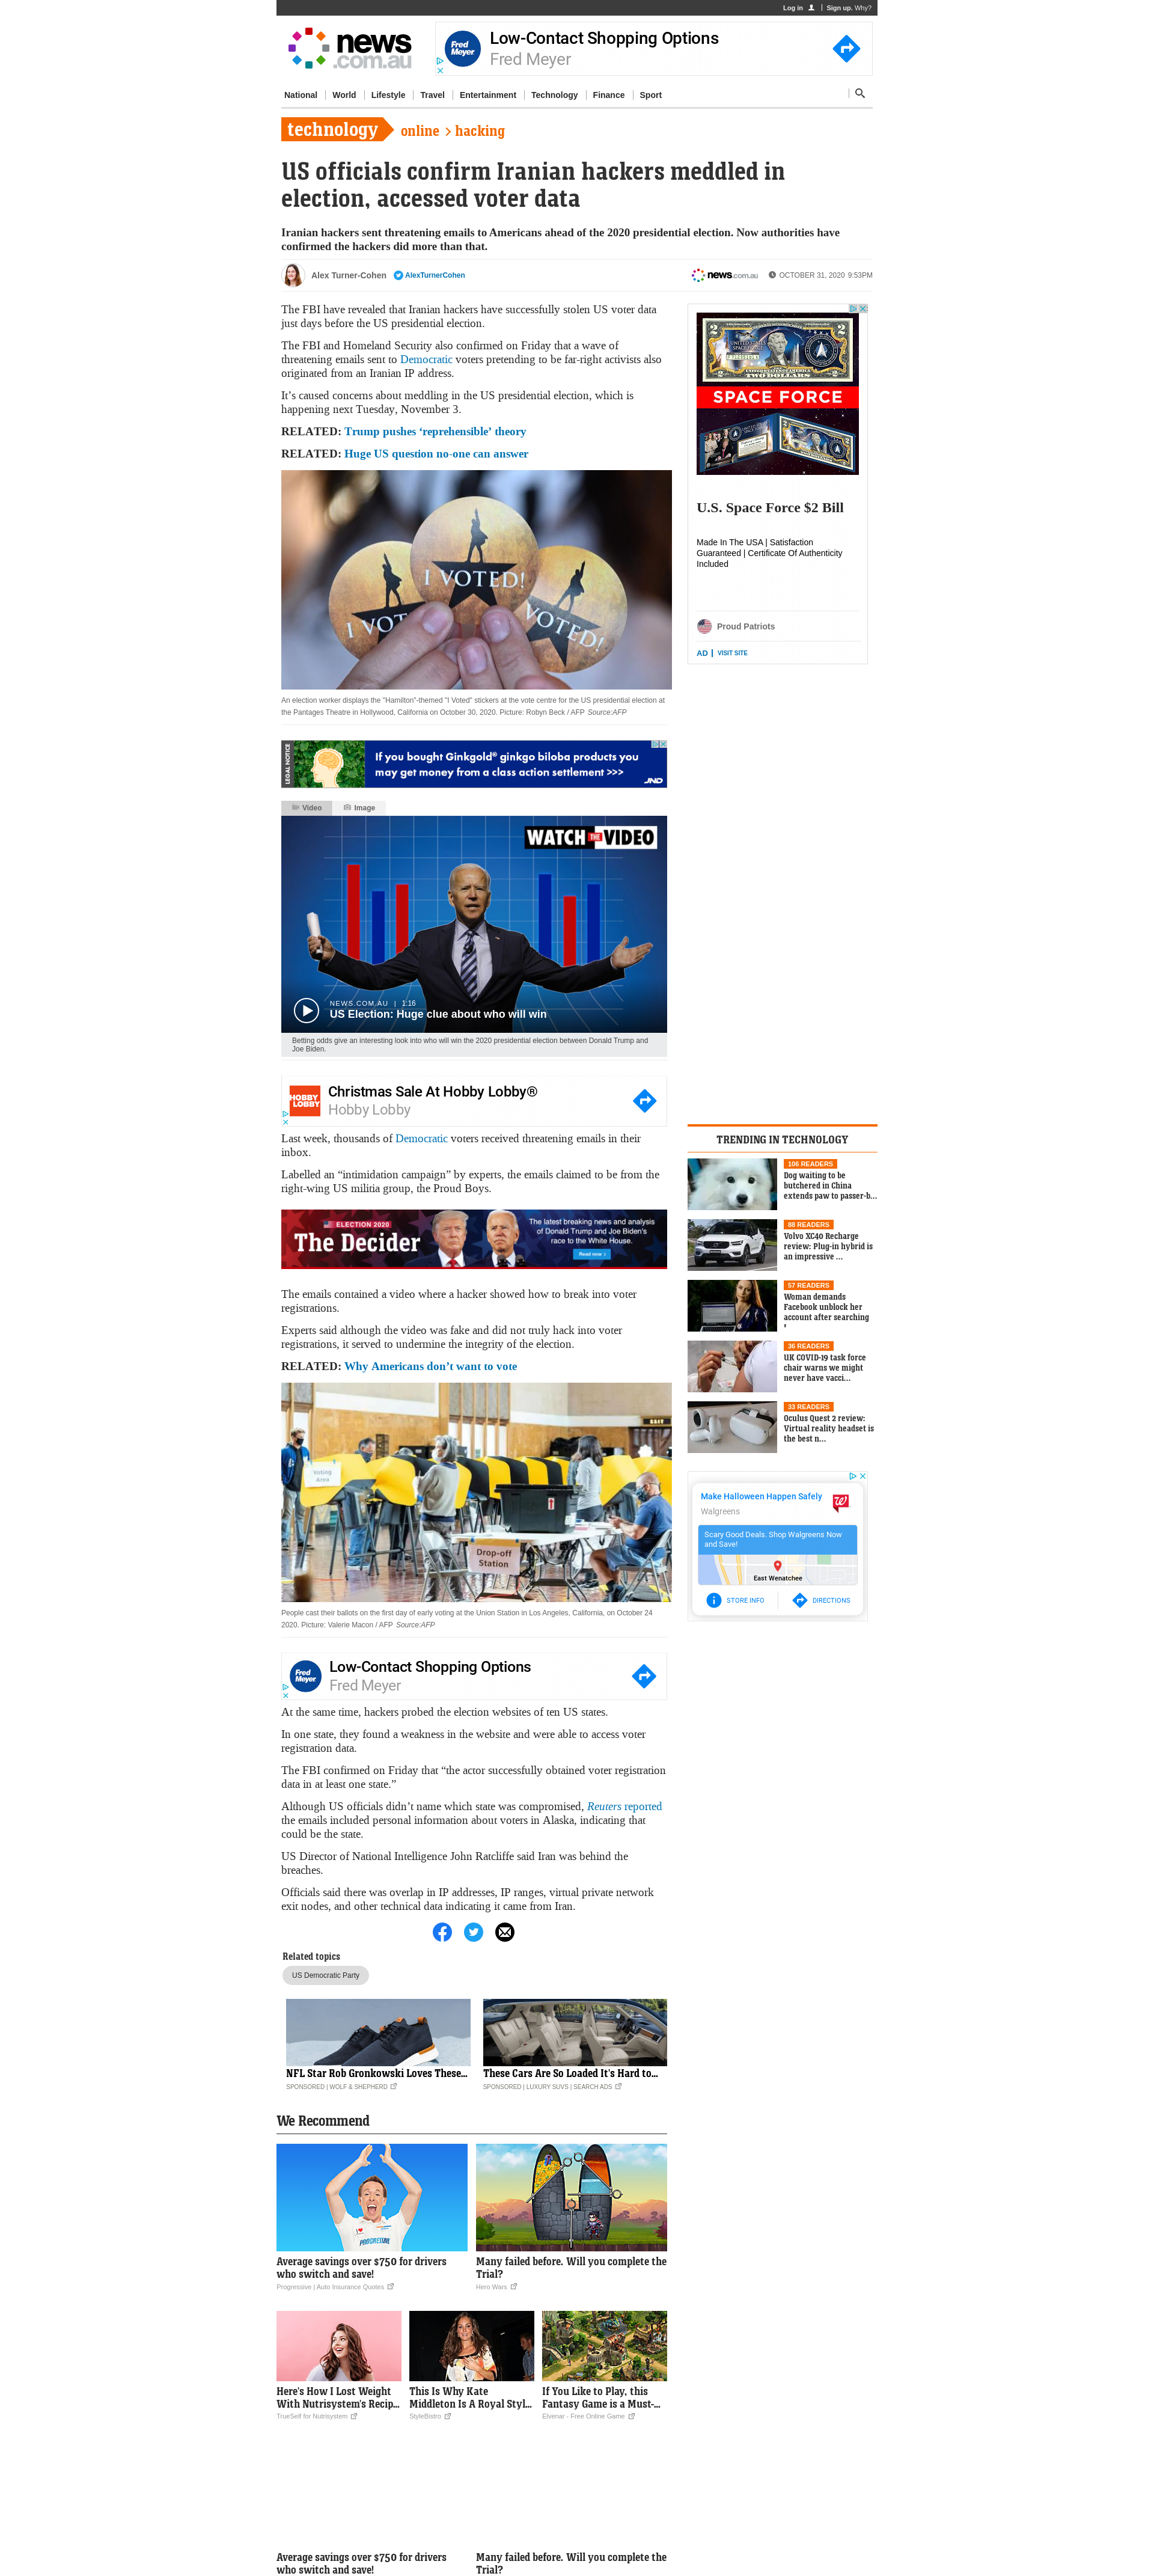 Log in
Sign up. Why?
news
.com.au
Fred Meyer
Low-Contact Shopping Options
Fred Meyer
National
World
Lifestyle
Travel
Entertainment
Technology
Finance
Sport
technology
online > hacking
US officials confirm Iranian hackers meddled in
election, accessed voter data
Iranian hackers sent threatening emails to Americans ahead of the 2020 presidential election. Now authorities have
confirmed the hackers did more than that.
Alex Turner-Cohen
AlexTurnerCohen
news.com.au
OCTOBER 31, 2020 9:53PM
The FBI have revealed that Iranian hackers have successfully stolen US voter data
just days before the US presidential election.
The FBI and Homeland Security also confirmed on Friday that a wave of
threatening emails sent to Democratic voters pretending to be far-right activists also
originated from an Iranian IP address.
It’s caused concerns about meddling in the US presidential election, which is
happening next Tuesday, November 3.
RELATED: Trump pushes ‘reprehensible’ theory
RELATED: Huge US question no-one can answer
I VOTED!
I VOT
VOTED!
An election worker displays the "Hamilton"-themed "I Voted" stickers at the vote centre for the US presidential election at
the Pantages Theatre in Hollywood, California on October 30, 2020. Picture: Robyn Beck / AFP Source:AFP
SPACE FORCE
U.S. Space Force $2 Bill
Made In The USA | Satisfaction
Guaranteed | Certificate Of Authenticity
Included
Proud Patriots
AD | VISIT SITE
LEGAL NOTICE
If you bought Ginkgold® ginkgo biloba products you
may get money from a class action settlement >>>
JND
Video
Image
WATCH THE VIDEO
NEWS.COM.AU | 1:16
US Election: Huge clue about who will win
Betting odds give an interesting look into who will win the 2020 presidential election between Donald Trump and
Joe Biden.
HOBBY
LOBBY
Christmas Sale At Hobby Lobby®
Hobby Lobby
Last week, thousands of Democratic voters received threatening emails in their
inbox.
Labelled an “intimidation campaign” by experts, the emails claimed to be from the
right-wing US militia group, the Proud Boys.
ELECTION 2020
The Decider
The latest breaking news and analysis
of Donald Trump and Joe Biden's
race to the White House.
Read now >
The emails contained a video where a hacker showed how to break into voter
registrations.
Experts said although the video was fake and did not truly hack into voter
registrations, it served to undermine the integrity of the election.
RELATED: Why Americans don’t want to vote
Voting
Area
Drop-off
Station
People cast their ballots on the first day of early voting at the Union Station in Los Angeles, California, on October 24
2020. Picture: Valerie Macon / AFP Source:AFP
TRENDING IN TECHNOLOGY
106 READERS
Dog waiting to be
butchered in China
extends paw to passer-b...
88 READERS
Volvo XC40 Recharge
review: Plug-in hybrid is
an impressive ...
57 READERS
Woman demands
Facebook unblock her
account after searching
36 READERS
UK COVID-19 task force
chair warns we might
never have vacci...
33 READERS
Oculus Quest 2 review:
Virtual reality headset is
the best n...
Make Halloween Happen Safely
Walgreens
Scary Good Deals. Shop Walgreens Now
and Save!
East Wenatchee
STORE INFO
DIRECTIONS
Fred Meyer
Low-Contact Shopping Options
Fred Meyer
At the same time, hackers probed the election websites of ten US states.
In one state, they found a weakness in the website and were able to access voter
registration data.
The FBI confirmed on Friday that “the actor successfully obtained voter registration
data in at least one state.”
Although US officials didn’t name which state was compromised, Reuters reported
the emails included personal information about voters in Alaska, indicating that
could be the state.
US Director of National Intelligence John Ratcliffe said Iran was behind the
breaches.
Officials said there was overlap in IP addresses, IP ranges, virtual private network
exit nodes, and other technical data indicating it came from Iran.
Related topics
US Democratic Party
NFL Star Rob Gronkowski Loves These...
SPONSORED | WOLF & SHEPHERD
These Cars Are So Loaded It's Hard to...
SPONSORED | LUXURY SUVS | SEARCH ADS
We Recommend
Average savings over $750 for drivers
who switch and save!
Progressive | Auto Insurance Quotes
Many failed before. Will you complete the
Trial?
Hero Wars
Here's How I Lost Weight
With Nutrisystem's Recip...
TrueSelf for Nutrisystem
This Is Why Kate
Middleton Is A Royal Styl...
StyleBistro
If You Like to Play, this
Fantasy Game is a Must-...
Elvenar - Free Online Game
Average savings over $750 for drivers
who switch and save!
Many failed before. Will you complete the
Trial?